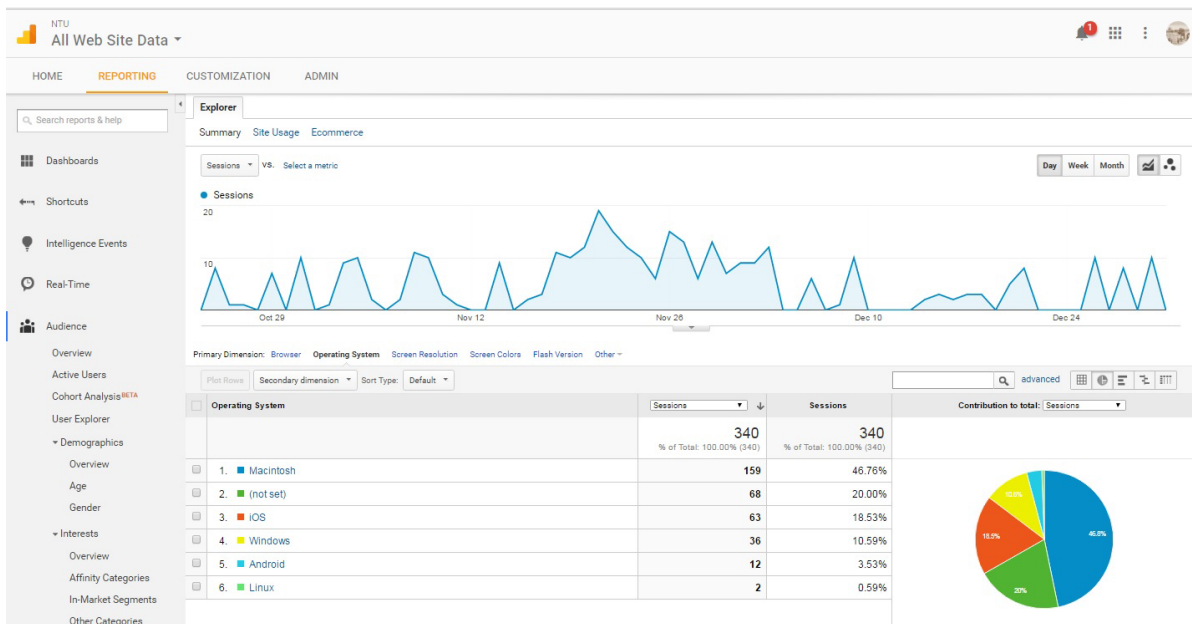 NTU
All Web Site Data
1
HOME REPORTING CUSTOMIZATION ADMIN
Search reports & help
Dashboards
Shortcuts
Intelligence Events
Real-Time
Audience
Overview
Active Users
Cohort Analysis BETA
User Explorer
Demographics
Overview
Age
Gender
Interests
Overview
Affinity Categories
In-Market Segments
Other Categories
Explorer
Summary Site Usage Ecommerce
Sessions VS. Select a metric
Day Week Month
Sessions
20
10
Oct 29 Nov 12 Nov 26 Dec 10 Dec 24
Primary Dimension: Browser Operating System Screen Resolution Screen Colors Flash Version Other
Plot Rows Secondary dimension Sort Type: Default advanced
Operating System Sessions Sessions Contribution to total: Sessions
340 340
% of Total: 100.00% (340) % of Total: 100.00% (340)
1. Macintosh 159 46.76%
2. (not set) 68 20.00%
3. iOS 63 18.53%
4. Windows 36 10.59%
5. Android 12 3.53%
6. Linux 2 0.59%
10.6%
46.8%
18.5%
20%